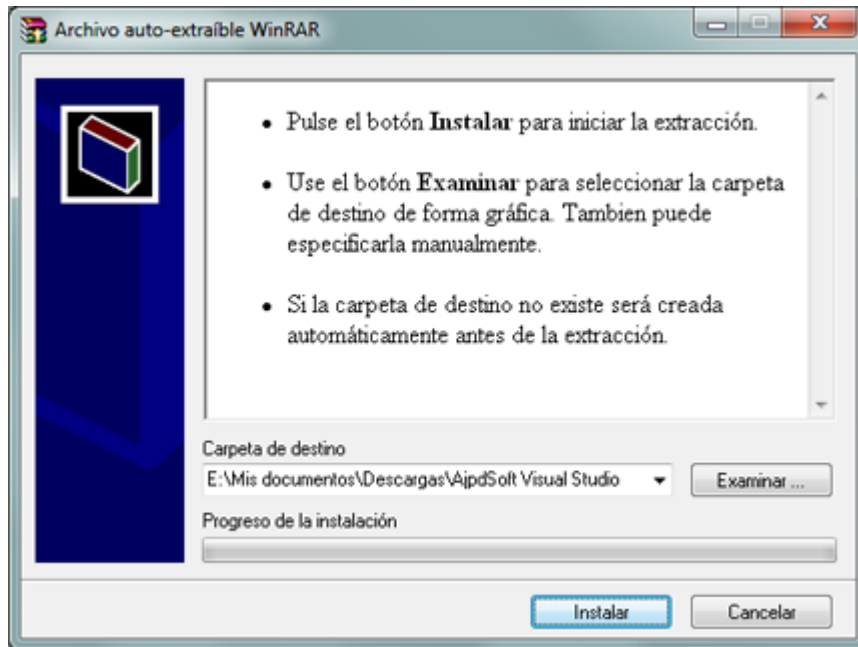 Archivo auto-extraíble WinRAR
Pulse el botón Instalar para iniciar la extracción.
Use el botón Examinar para seleccionar la carpeta
de destino de forma gráfica. Tambien puede
especificarla manualmente.
Si la carpeta de destino no existe será creada
automáticamente antes de la extracción.
Carpeta de destino
E:\Mis documentos\Descargas\AjpdSoft Visual Studio
Examinar ...
Progreso de la instalación
Instalar
Cancelar